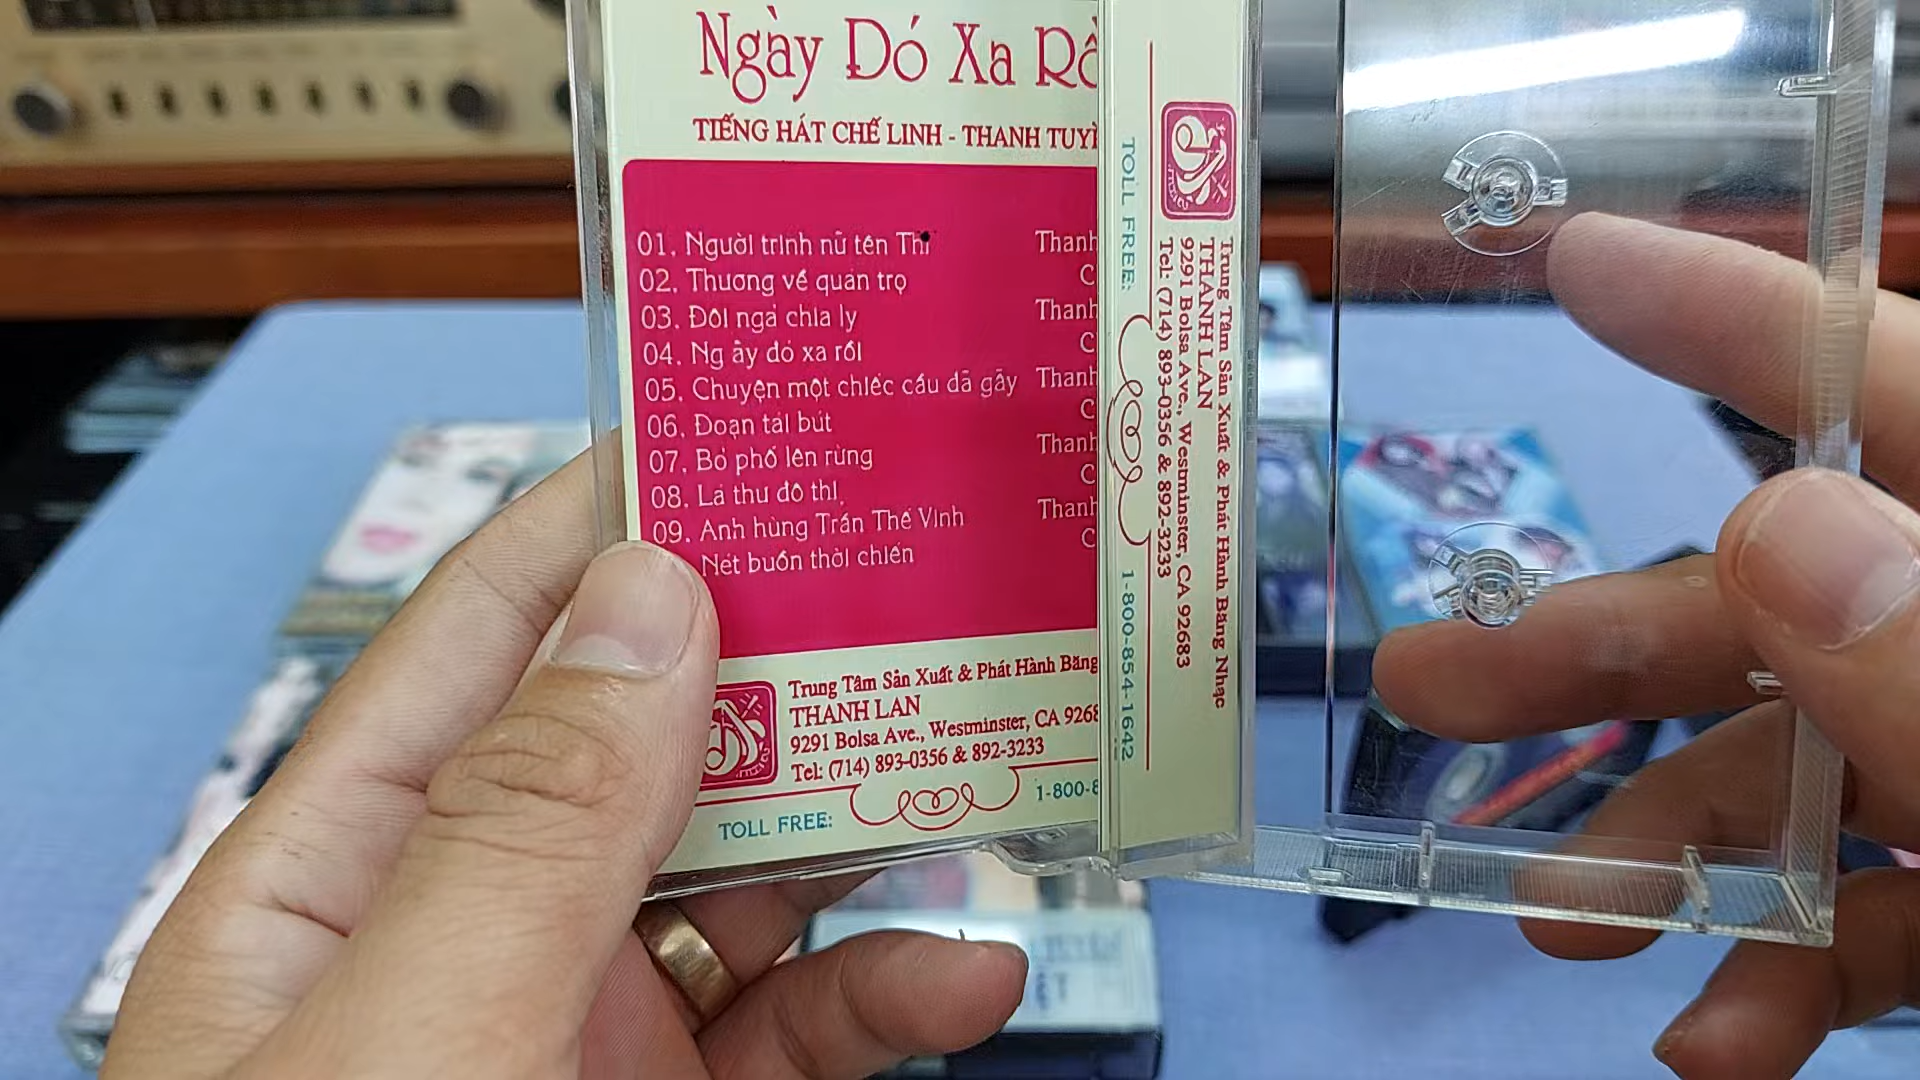 Ngày Đó Xa Rồ
TIẾNG HÁT CHẾ LINH - THANH TUYỀ
01. Người trinh nữ tên Thi Thanh
02. Thương về quán trọ C
03. Đôi ngả chia ly Thanh
04. Ng ầy đó xa rồi C
05. Chuyện một chiếc cầu đã gãy Thanh
06. Đoạn tái bút C
07. Bỏ phố lên rừng Thanh
08. Lá thư đô thị C
09. Anh hùng Trần Thế Vinh Thanh
Nét buồn thời chiến C
Trung Tâm Sản Xuất & Phát Hành Băng
THANH LAN
9291 Bolsa Ave., Westminster, CA 9268
Tel: (714) 893-0356 & 892-3233
TOLL FREE: 1-800-8
Trung Tâm Sản Xuất & Phát Hành Băng Nhạc
THANH LAN
9291 Bolsa Ave., Westminster, CA 92683
Tel: (714) 893-0356 & 892-3233
TOLL FREE: 1-800-854-1642